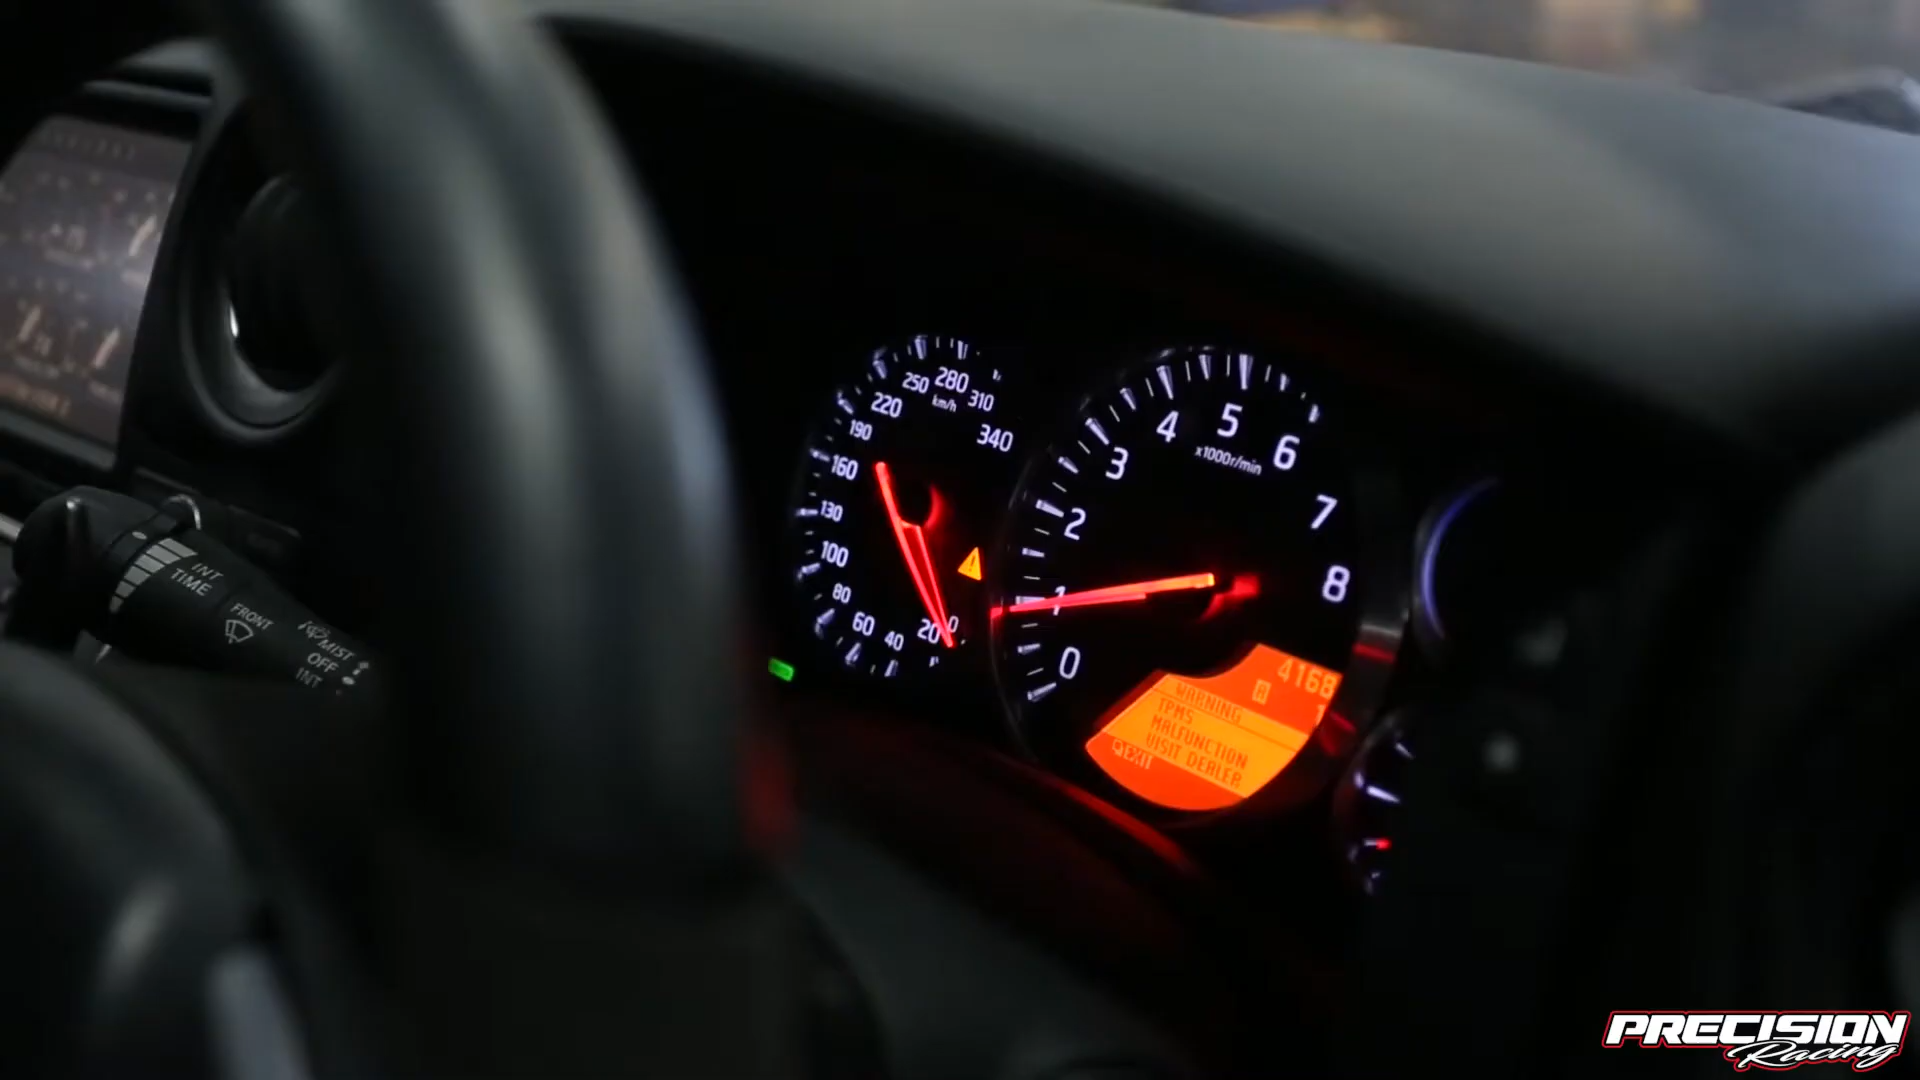 INT
TIME
FRONT
MIST
OFF
INT
0
20
40
60
80
100
130
160
190
220
250
280
310
340
km/h
0
1
2
3
4
5
6
7
8
x1000r/min
4168
A
WARNING
TPMS
MALFUNCTION
VISIT DEALER
EXIT
PRECISION
Racing